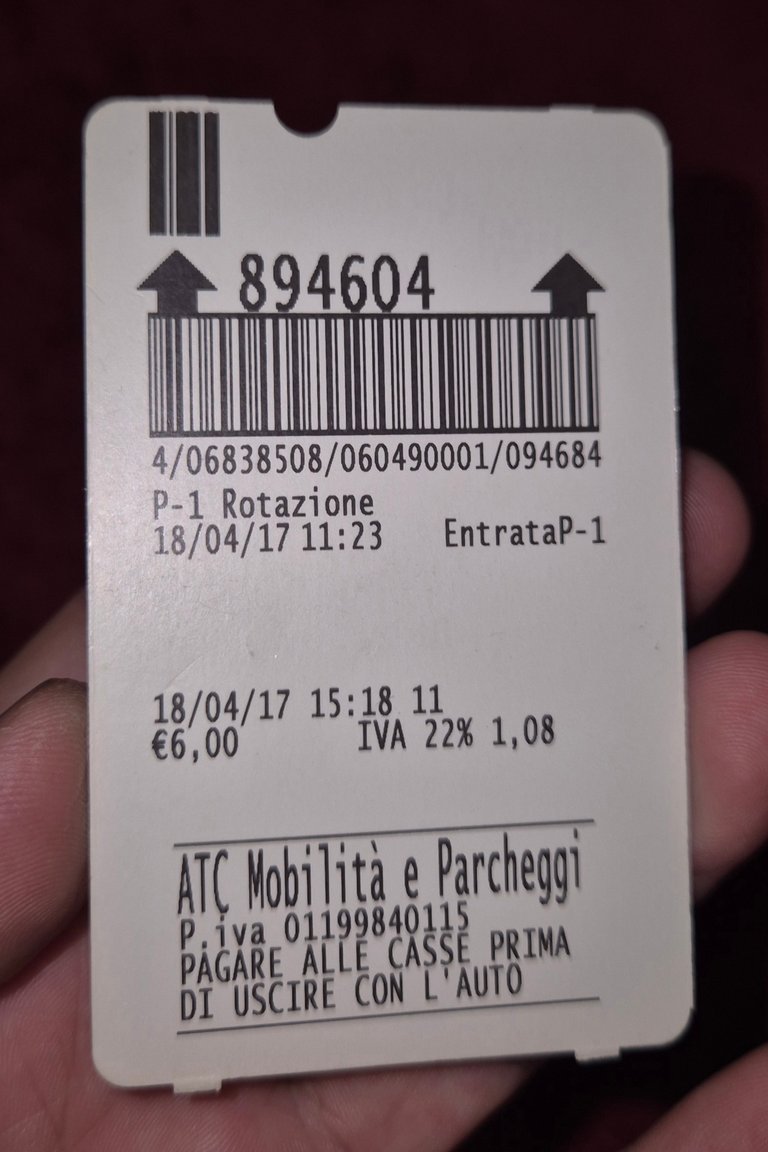 894604
4/06838508/060490001/094684
P-1 Rotazione
18/04/17 11:23 EntrataP-1
18/04/17 15:18 11
€6,00 IVA 22% 1,08
ATC Mobilità e Parcheggi
P.iva 01199840115
PAGARE ALLE CASSE PRIMA
DI USCIRE CON L'AUTO